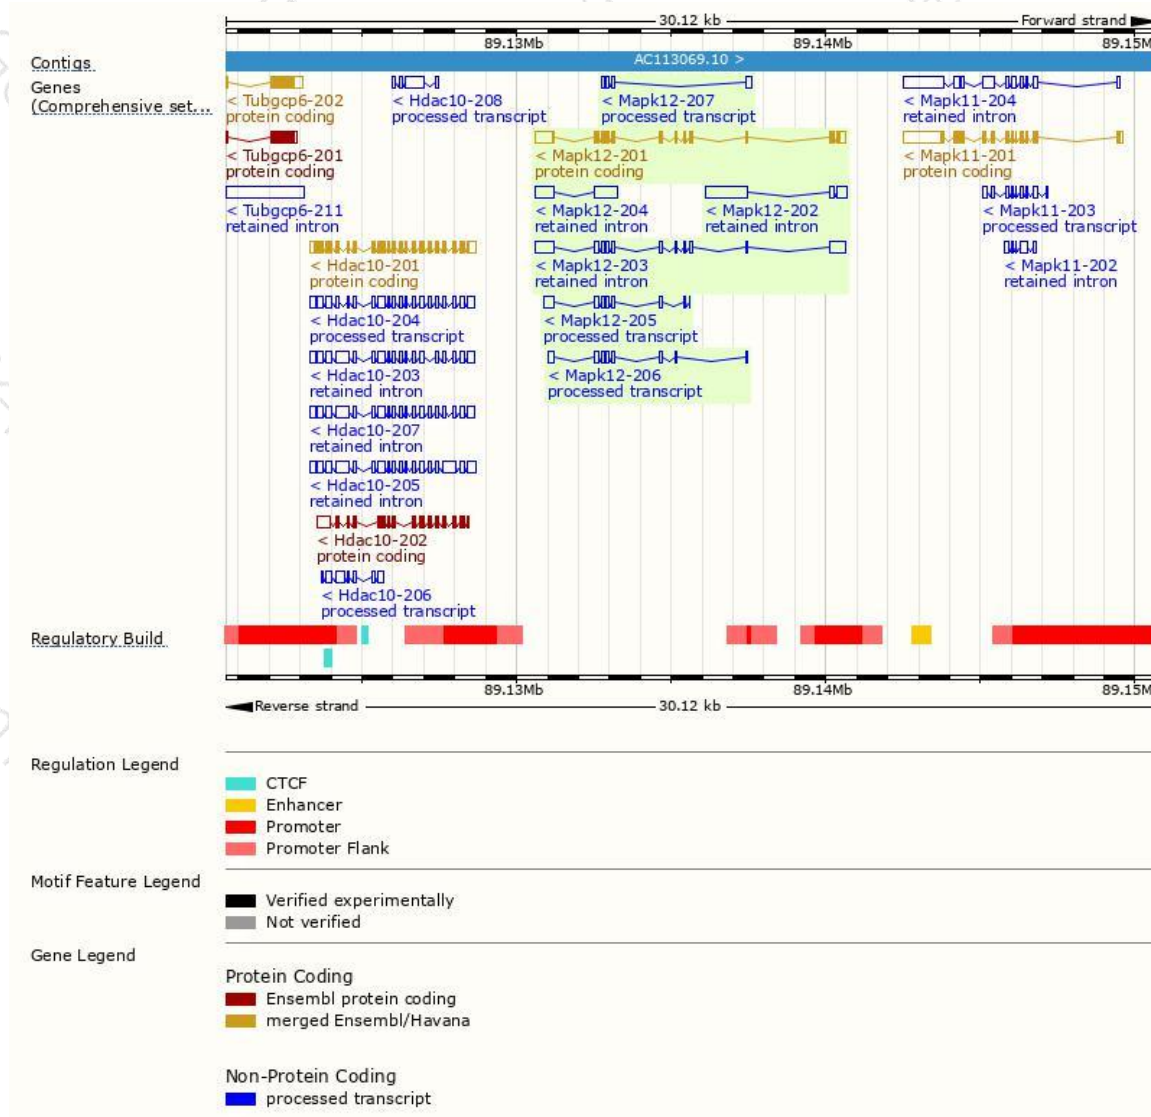 30.12 kb Forward strand
89.13Mb 89.14Mb 89.15M
Contigs AC113069.10 >
Genes
(Comprehensive set...
< Tubgcp6-202 < Hdac10-208 < Mapk12-207 < Mapk11-204
protein coding processed transcript processed transcript retained intron
< Tubgcp6-201 < Mapk12-201 < Mapk11-201
protein coding protein coding protein coding
< Tubgcp6-211 < Mapk12-204 < Mapk12-202 < Mapk11-203
retained intron retained intron retained intron processed transcript
< Hdac10-201 < Mapk12-203 < Mapk11-202
protein coding retained intron retained intron
< Hdac10-204 < Mapk12-205
processed transcript processed transcript
< Hdac10-203 < Mapk12-206
retained intron processed transcript
< Hdac10-207
retained intron
< Hdac10-205
retained intron
< Hdac10-202
protein coding
< Hdac10-206
processed transcript
Regulatory Build
89.13Mb 89.14Mb 89.15M
Reverse strand 30.12 kb
Regulation Legend
CTCF
Enhancer
Promoter
Promoter Flank
Motif Feature Legend
Verified experimentally
Not verified
Gene Legend
Protein Coding
Ensembl protein coding
merged Ensembl/Havana
Non-Protein Coding
processed transcript